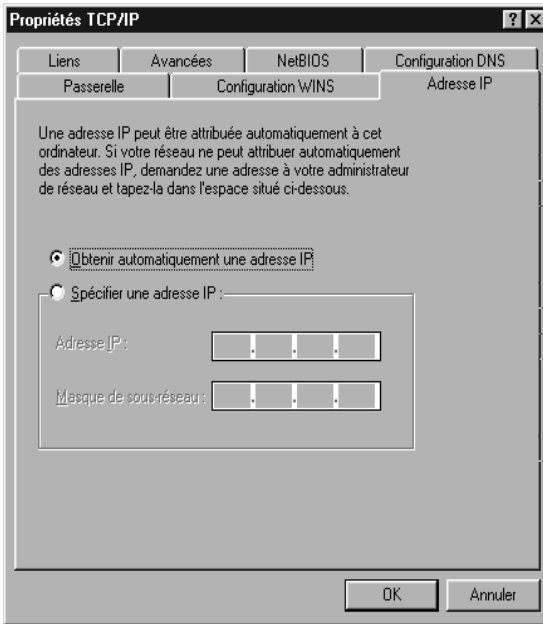 Propriétés TCP/IP
Liens Avancées NetBIOS Configuration DNS
Passerelle Configuration WINS Adresse IP
Une adresse IP peut être attribuée automatiquement à cet
ordinateur. Si votre réseau ne peut attribuer automatiquement
des adresses IP, demandez une adresse à votre administrateur
de réseau et tapez-la dans l'espace situé ci-dessous.
Obtenir automatiquement une adresse IP
Spécifier une adresse IP :
Adresse IP :
Masque de sous-réseau :
OK Annuler